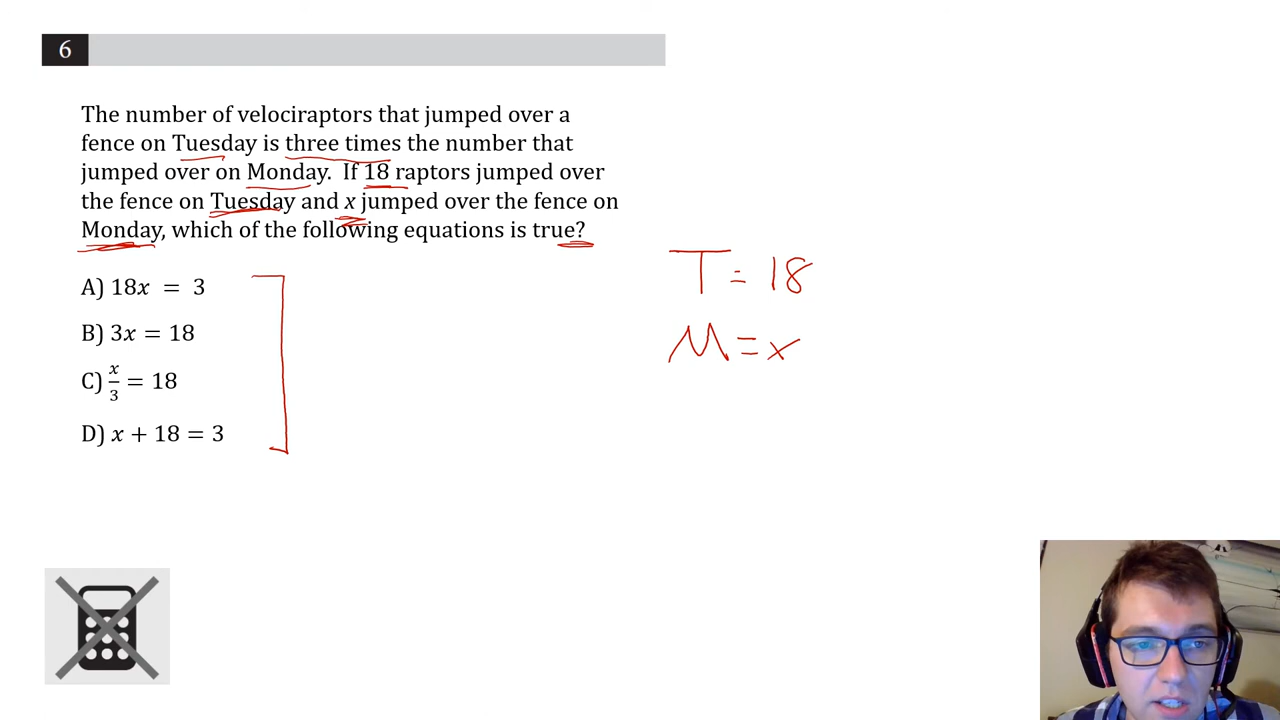 6
The number of velociraptors that jumped over a
fence on Tuesday is three times the number that
jumped over on Monday.  If 18 raptors jumped over
the fence on Tuesday and x jumped over the fence on
Monday, which of the following equations is true?
A) 18x = 3
B) 3x = 18
C) x/3 = 18
D) x + 18 = 3
T = 18
M = x